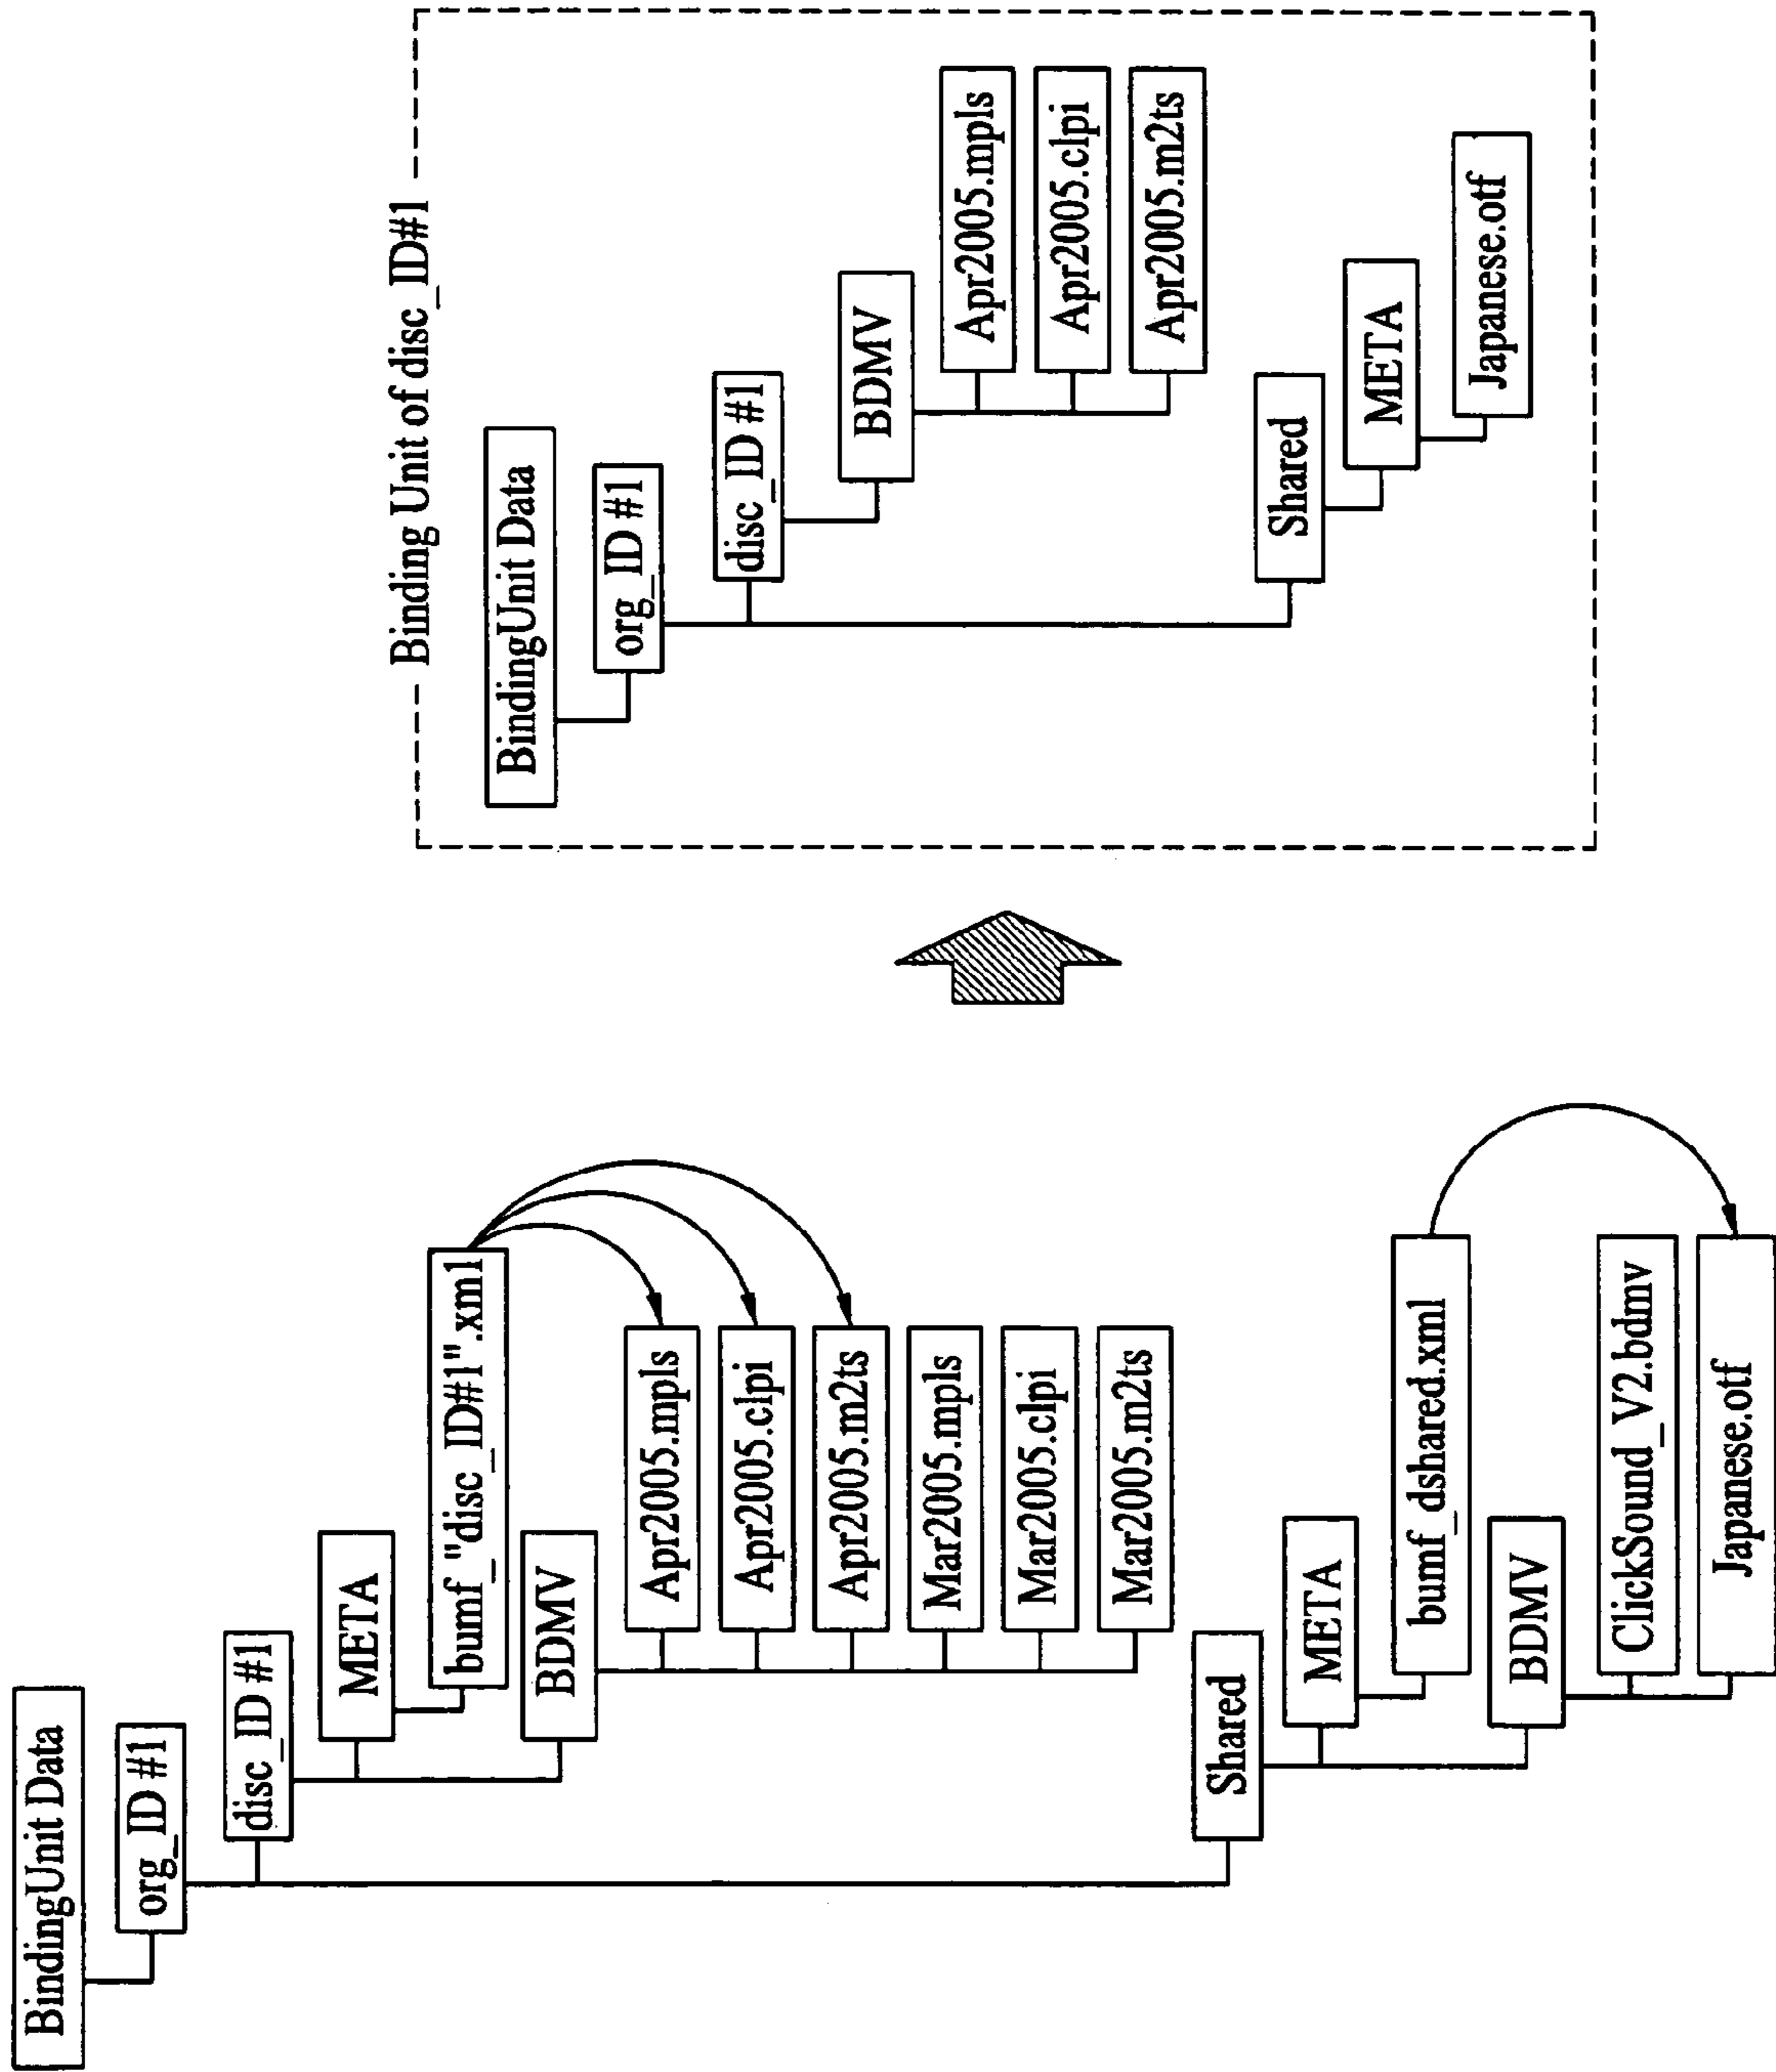 BindingUnit Data
org_ID #1
disc_ID #1
META
bumf_"disc_ID#1".xml
BDMV
Apr2005.mpls
Apr2005.clpi
Apr2005.m2ts
Mar2005.mpls
Mar2005.clpi
Mar2005.m2ts
Shared
META
bumf_dshared.xml
BDMV
ClickSound_V2.bdmv
Japanese.otf
Binding Unit of disc_ID#1
BindingUnit Data
org_ID #1
disc_ID #1
BDMV
Apr2005.mpls
Apr2005.clpi
Apr2005.m2ts
Shared
META
Japanese.otf